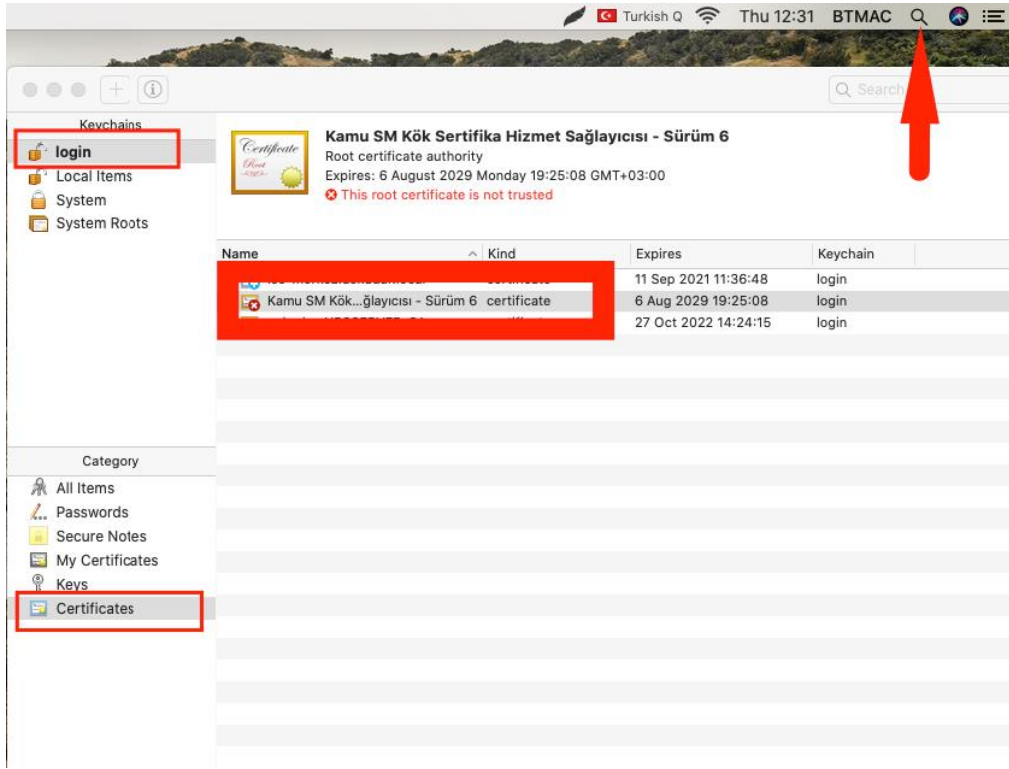 Turkish Q Thu 12:31 BTMAC
Search
Keychains
login
Local Items
System
System Roots
Certificate
Root
Kamu SM Kök Sertifika Hizmet Sağlayıcısı - Sürüm 6
Root certificate authority
Expires: 6 August 2029 Monday 19:25:08 GMT+03:00
This root certificate is not trusted
Name Kind Expires Keychain
11 Sep 2021 11:36:48 login
Kamu SM Kök...ğlayıcısı - Sürüm 6 certificate 6 Aug 2029 19:25:08 login
27 Oct 2022 14:24:15 login
Category
All Items
Passwords
Secure Notes
My Certificates
Keys
Certificates